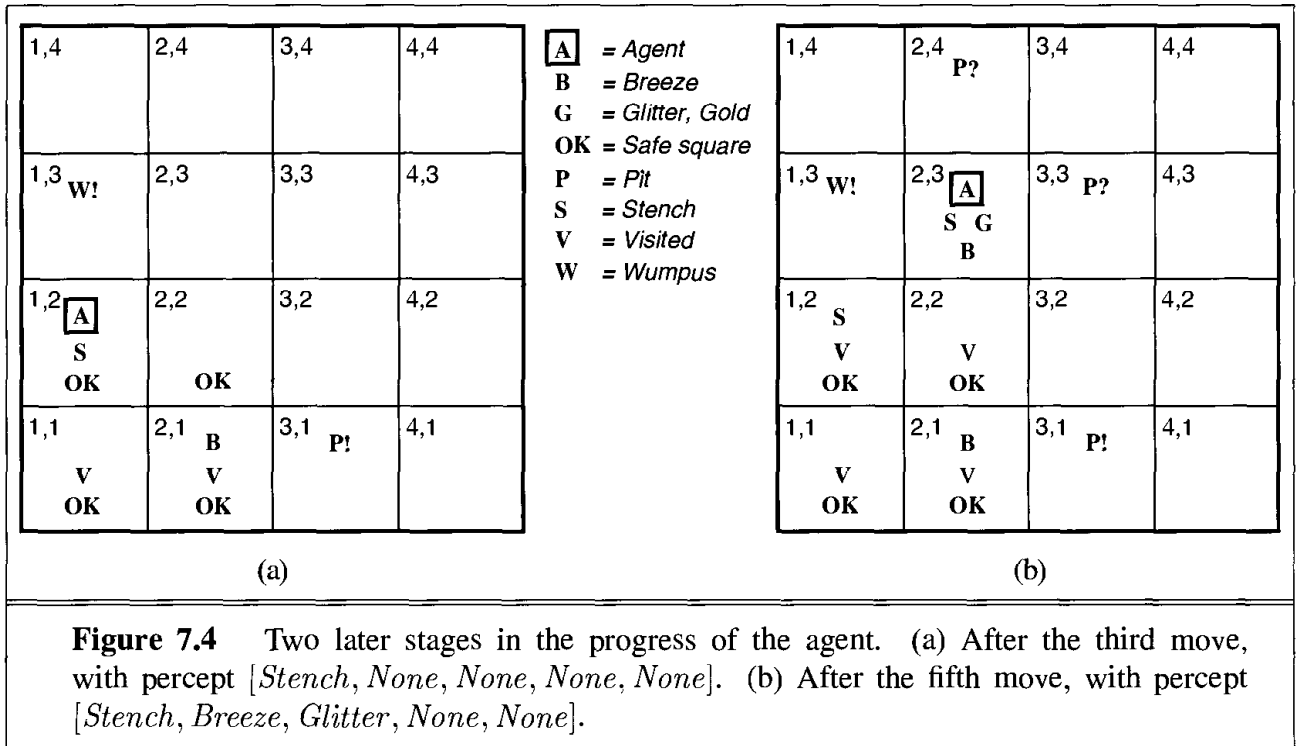 1,4 2,4 3,4 4,4
1,3 W! 2,3 3,3 4,3
1,2 A 2,2 3,2 4,2
S
OK OK
1,1 2,1 B 3,1 P! 4,1
V V
OK OK
(a)
A = Agent
B = Breeze
G = Glitter, Gold
OK = Safe square
P = Pit
S = Stench
V = Visited
W = Wumpus
1,4 2,4 P? 3,4 4,4
1,3 W! 2,3 A 3,3 P? 4,3
S G
B
1,2 S 2,2 3,2 4,2
V V
OK OK
1,1 2,1 B 3,1 P! 4,1
V V
OK OK
(b)
Figure 7.4 Two later stages in the progress of the agent. (a) After the third move,
with percept [Stench, None, None, None, None]. (b) After the fifth move, with percept
[Stench, Breeze, Glitter, None, None].